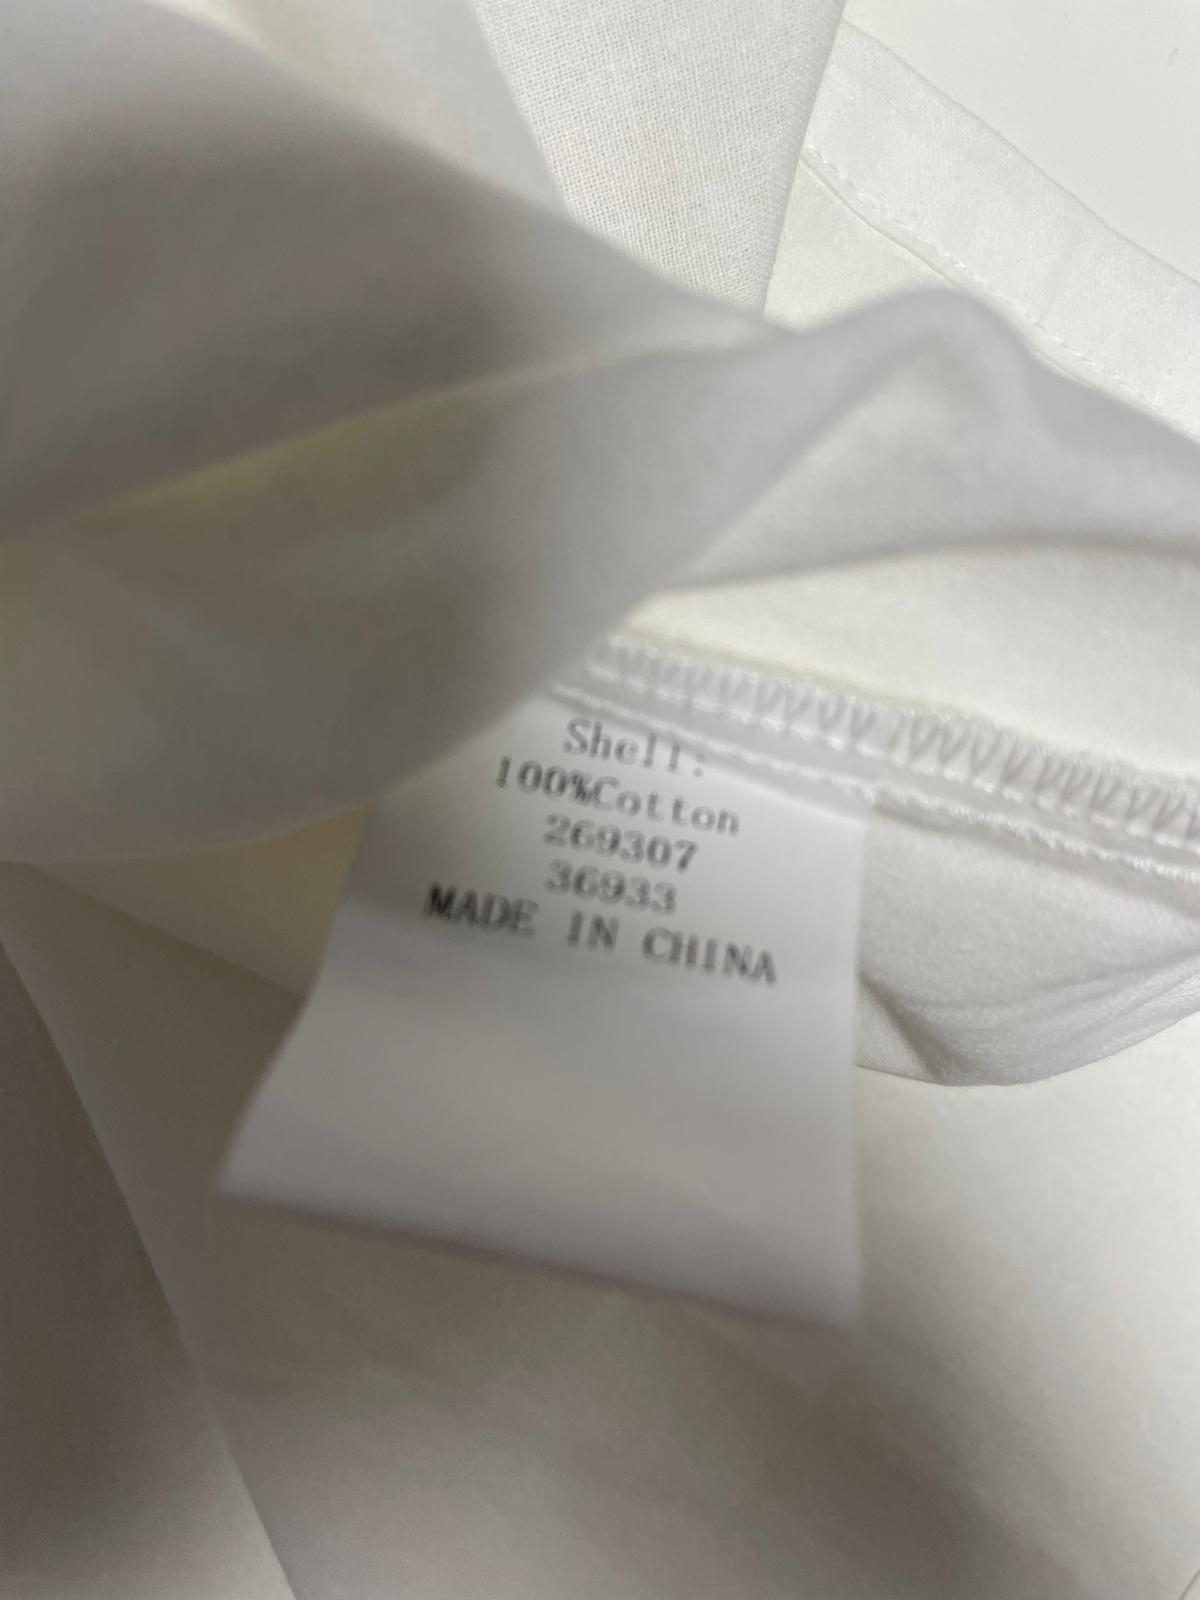 Shell:
100%Cotton
269307
36933
MADE IN CHINA